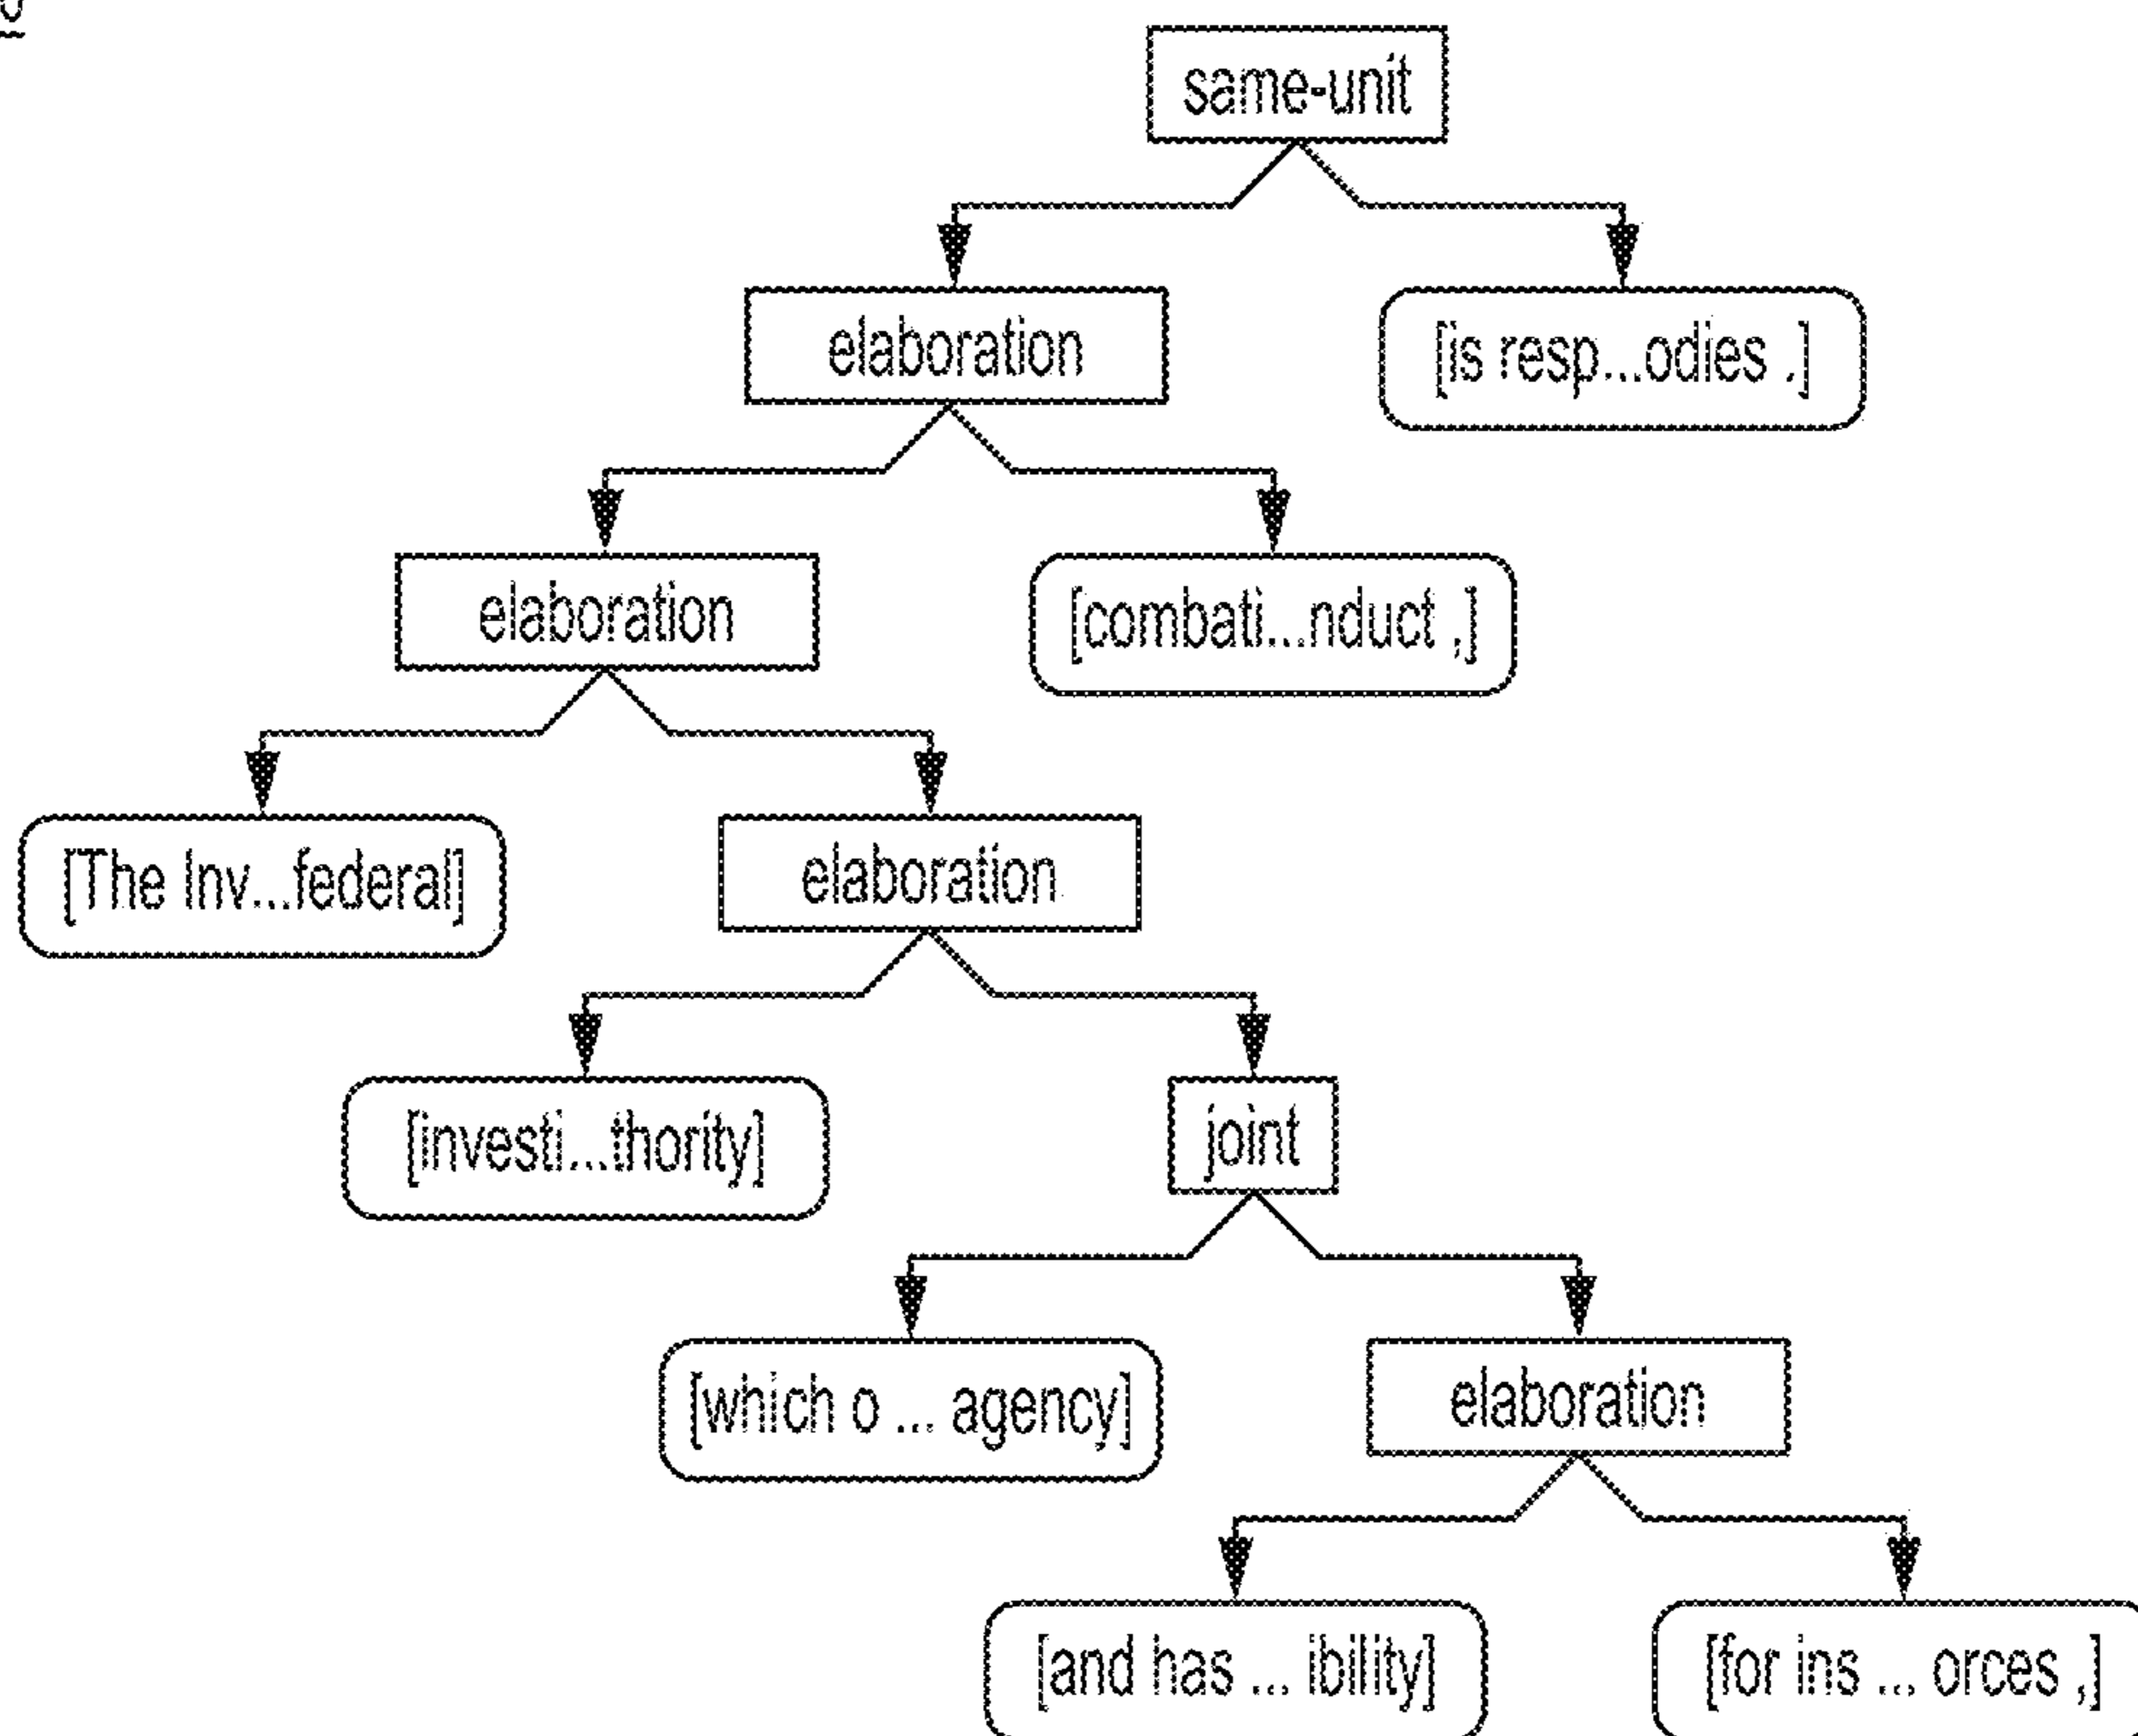 same-unit
elaboration
[is resp...odies .]
elaboration
[combati...nduct ,]
[The Inv...federal]
elaboration
[investi...thority]
joint
[which o ... agency]
elaboration
[and has ... ibility]
[for ins ... orces ,]